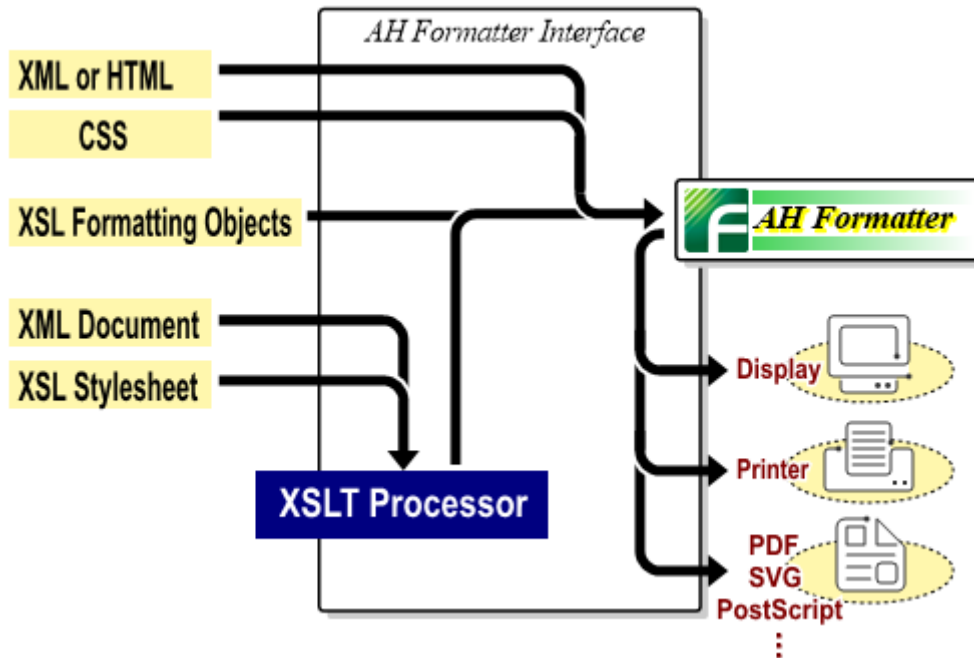 AH Formatter Interface
XML or HTML
CSS
XSL Formatting Objects
AH Formatter
XML Document
XSL Stylesheet
XSLT Processor
Display
Printer
PDF
SVG
PostScript